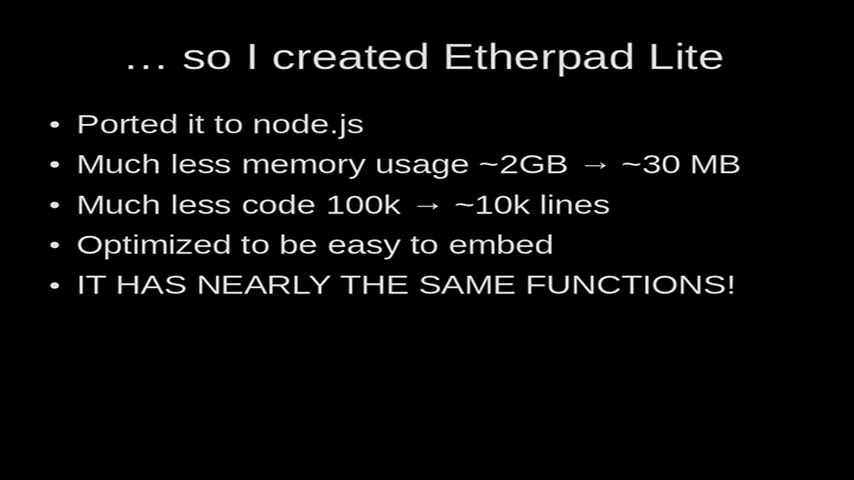 … so I created Etherpad Lite
• Ported it to node.js
• Much less memory usage ~2GB → ~30 MB
• Much less code 100k → ~10k lines
• Optimized to be easy to embed
• IT HAS NEARLY THE SAME FUNCTIONS!